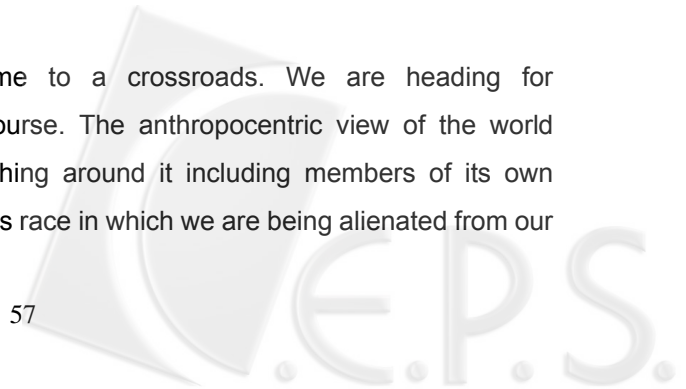 me to a crossroads. We are heading for
ourse. The anthropocentric view of the world
hing around it including members of its own
s race in which we are being alienated from our
57
C.E.P.S.